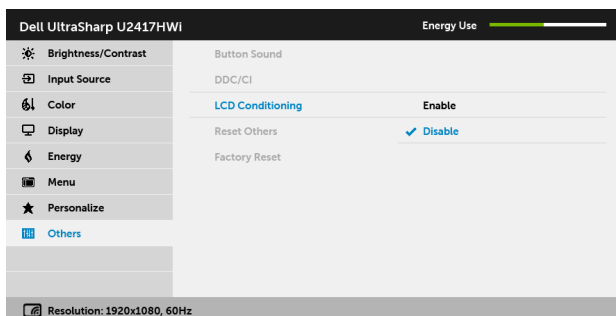 Dell UltraSharp U2417HWi
Energy Use
Brightness/Contrast
Button Sound
Input Source
DDC/CI
Color
LCD Conditioning
Enable
Display
Reset Others
Disable
Energy
Factory Reset
Menu
Personalize
Others
Resolution: 1920x1080, 60Hz